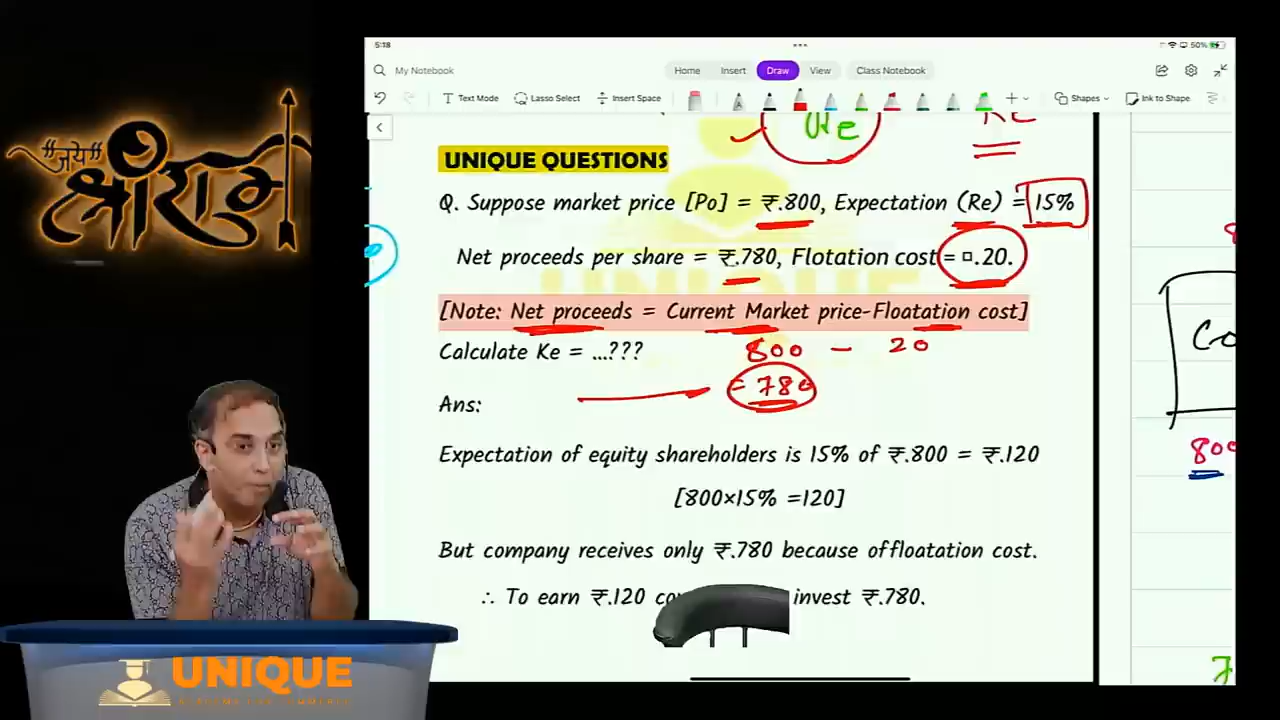 5:18
50%
My Notebook
Home Insert Draw View Class Notebook
Text Mode Lasso Select Insert Space Shapes Ink to Shape
Re
"जय"
श्रीराम
UNIQUE QUESTIONS
Q. Suppose market price [Po] = ₹.800, Expectation (Re) = 15%
Net proceeds per share = ₹.780, Flotation cost = □.20.
[Note: Net proceeds = Current Market price-Floatation cost]
Calculate Ke = ...???
800 - 20
= 780
Ans:
Expectation of equity shareholders is 15% of ₹.800 = ₹.120
[800×15% =120]
But company receives only ₹.780 because offloatation cost.
∴ To earn ₹.120 invest ₹.780.
800
UNIQUE